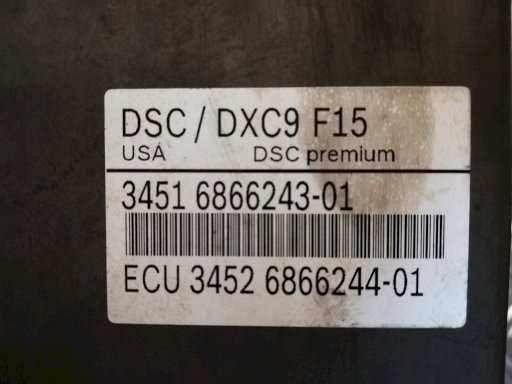 DSC / DXC9 F15
USA DSC premium
3451 6866243-01
ECU 3452 6866244-01